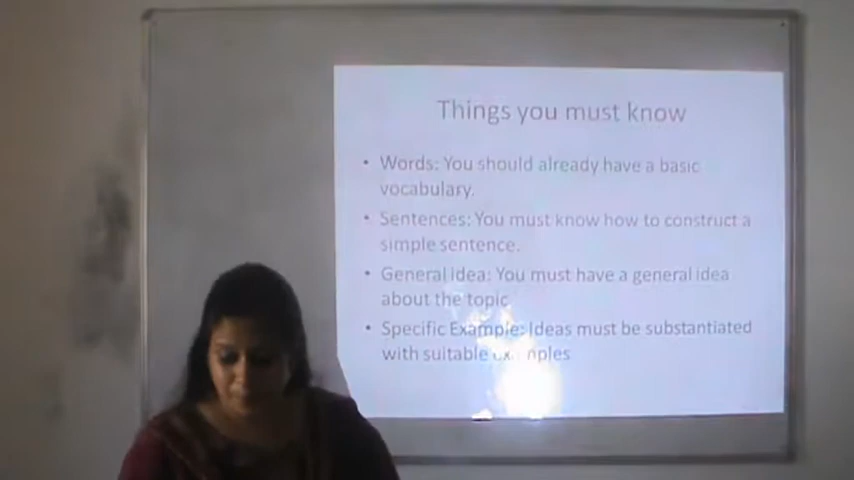 Things you must know
• Words: You should already have a basic
vocabulary.
• Sentences: You must know how to construct a
simple sentence.
• General Idea: You must have a general idea
about the topic
• Specific Example: Ideas must be substantiated
with suitable examples